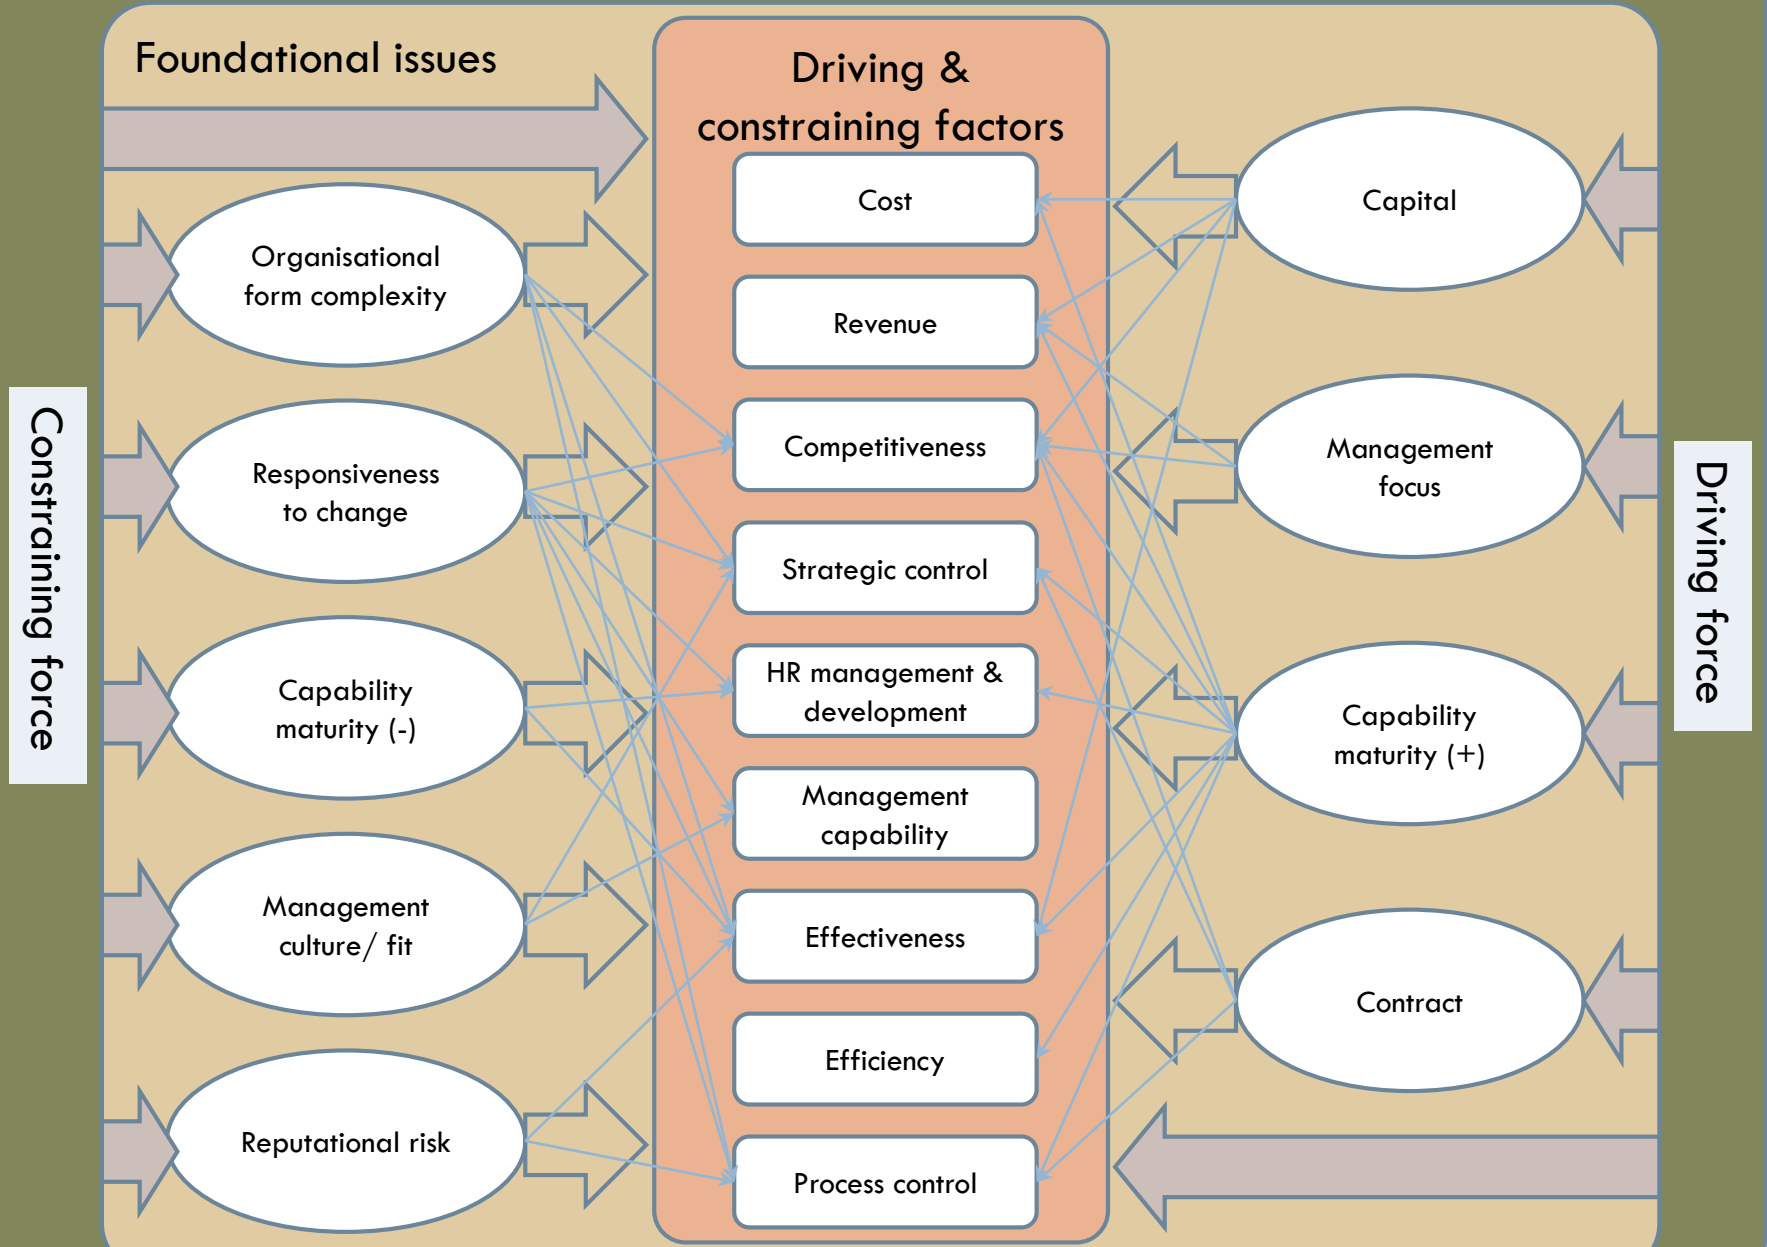 Foundational issues
Driving &
constraining factors
Constraining force
Organisational
form complexity
Responsiveness
to change
Capability
maturity (-)
Management
culture/ fit
Reputational risk
Cost
Revenue
Competitiveness
Strategic control
HR management &
development
Management
capability
Effectiveness
Efficiency
Process control
Capital
Management
focus
Capability
maturity (+)
Contract
Driving force